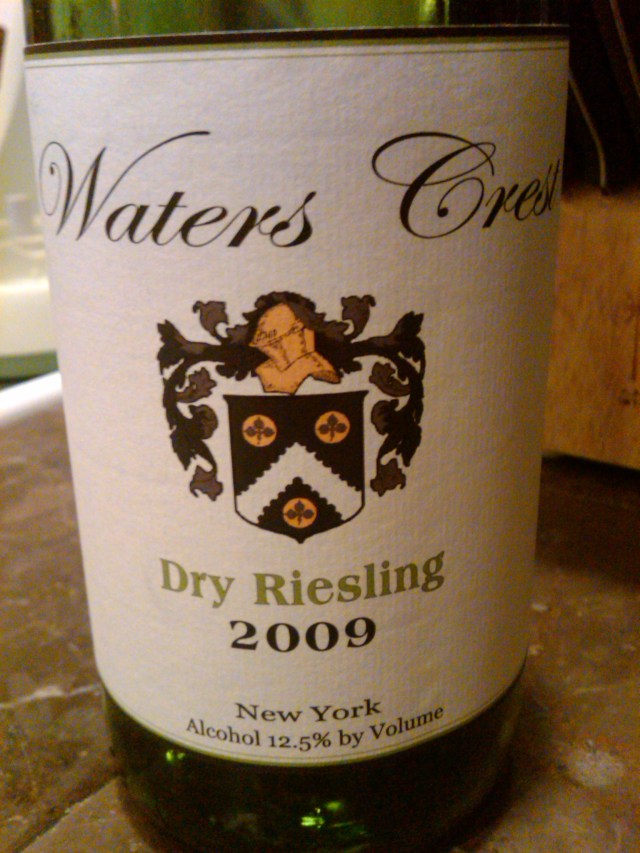 Waters Crest
Dry Riesling
2009
New York
Alcohol 12.5% by Volume